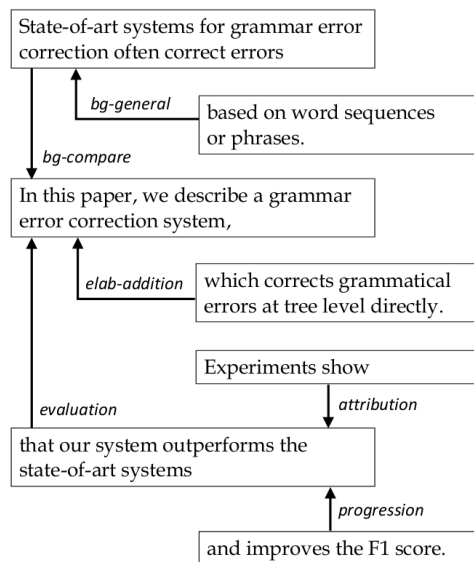 State-of-art systems for grammar error
correction often correct errors
bg-general
based on word sequences
or phrases.
bg-compare
In this paper, we describe a grammar
error correction system,
elab-addition
which corrects grammatical
errors at tree level directly.
Experiments show
evaluation
attribution
that our system outperforms the
state-of-art systems
progression
and improves the F1 score.